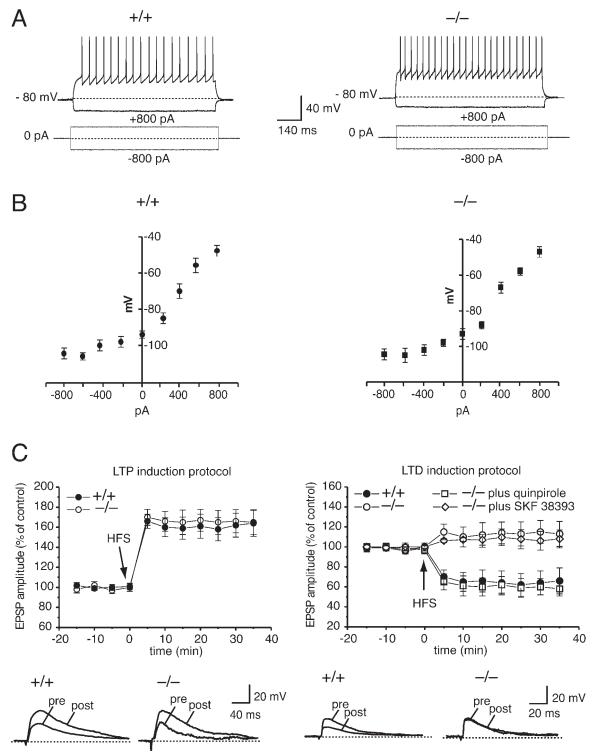 A
+/+
−/−
- 80 mV
+800 pA
0 pA
-800 pA
40 mV
140 ms
- 80 mV
+800 pA
0 pA
-800 pA
B
+/+
−/−
-40
-60
mV
-80
-100
-800 -400 0 400 800
pA
-40
-60
mV
-80
-100
-800 -400 0 400 800
pA
C
LTP induction protocol
EPSP amplitude (% of control)
200
180
160
140
120
100
80
60
+/+
−/−
HFS
-20 -10 0 10 20 30 40
time (min)
LTD induction protocol
EPSP amplitude (% of control)
160
140
120
100
80
60
40
20
+/+
−/−
−/− plus quinpirole
−/− plus SKF 38393
HFS
-20 -10 0 10 20 30 40
time (min)
+/+
pre
post
−/−
pre
post
20 mV
40 ms
+/+
pre
post
−/−
pre
post
20 mV
20 ms